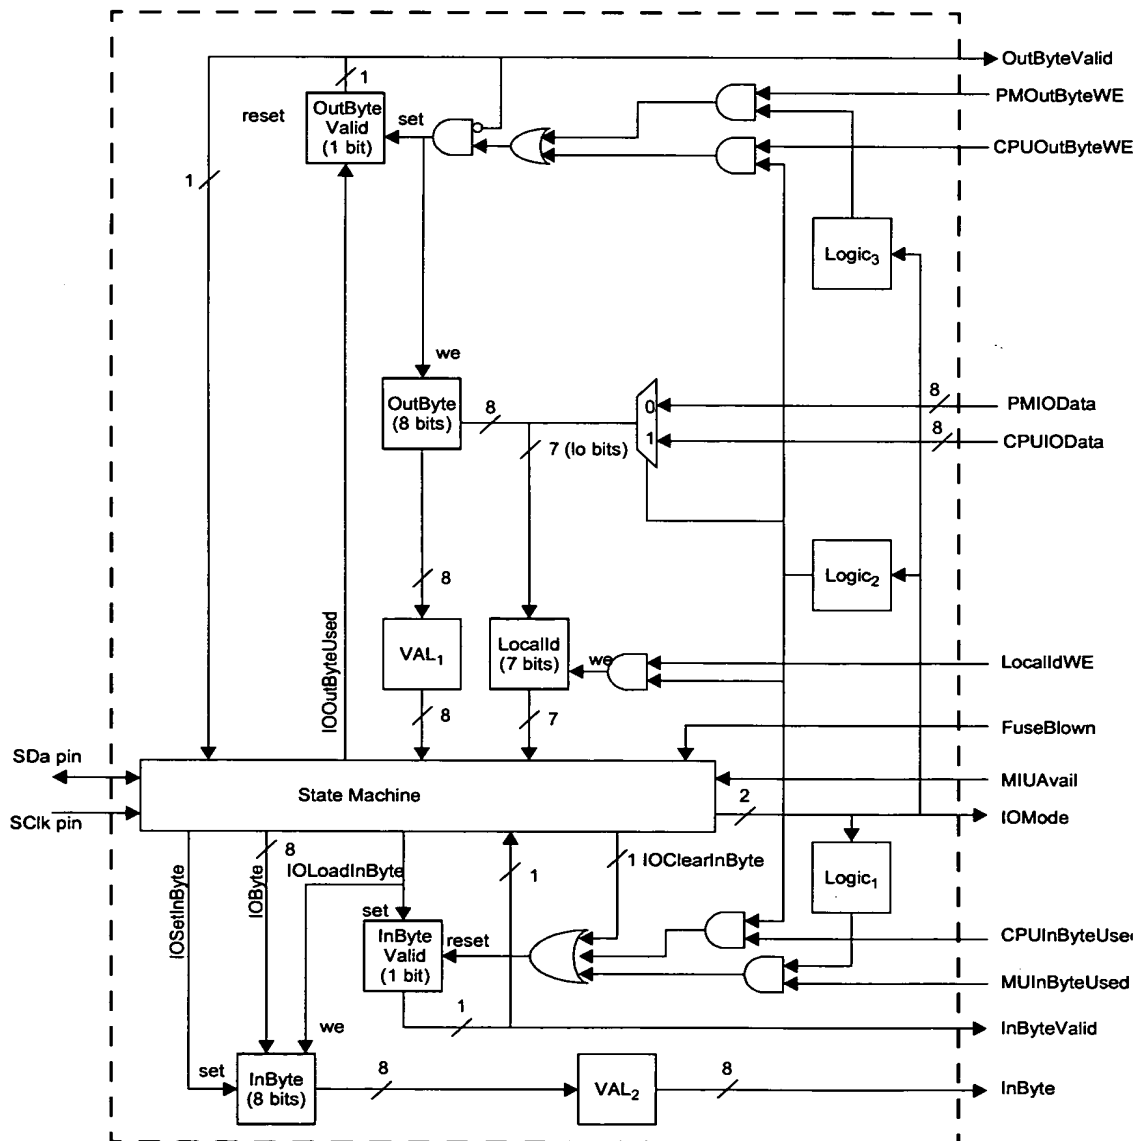 OutByteValid
1
PMOutByteWE
reset
OutByte
Valid
(1 bit)
set
CPUOutByteWE
1
Logic3
we
OutByte
(8 bits)
8
0
8
PMIOData
1
8
CPUIOData
7 (lo bits)
Logic2
8
IOOutByteUsed
VAL1
LocalId
(7 bits)
we
LocalIdWE
8
7
FuseBlown
SDa pin
MIUAvail
State Machine
2
SClk pin
IOMode
8
IOLoadInByte
1
1 IOClearInByte
Logic1
IOSetInByte
IOByte
set
InByte
Valid
(1 bit)
reset
CPUInByteUsed
MUInByteUsed
1
we
InByteValid
set
InByte
(8 bits)
8
VAL2
8
InByte